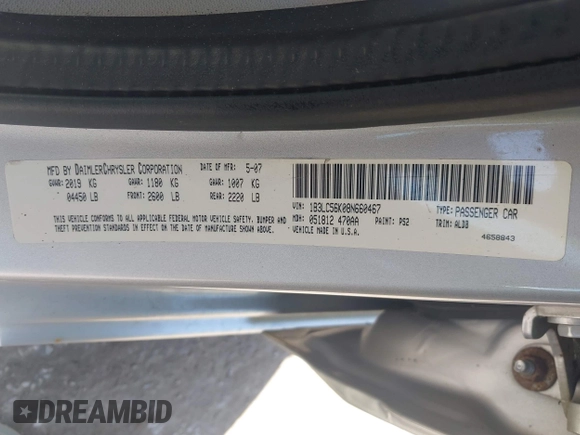 MFD BY DAIMLERCHRYSLER CORPORATION DATE OF MFR: 5-07
GVWR: 2019 KG GAWR: 1180 KG GAWR: 1007 KG
04450 LB FRONT: 2600 LB REAR: 2220 LB
THIS VEHICLE CONFORMS TO ALL APPLICABLE FEDERAL MOTOR VEHICLE SAFETY, BUMPER AND
THEFT PREVENTION STANDARDS IN EFFECT ON THE DATE OF MANUFACTURE SHOWN ABOVE.
VIN: 1B3LC56K08N660467 TYPE: PASSENGER CAR
MDH: 051812 470AA PAINT: PS2 TRIM: ALDB
VEHICLE MADE IN U.S.A. 4658843
DREAMBID